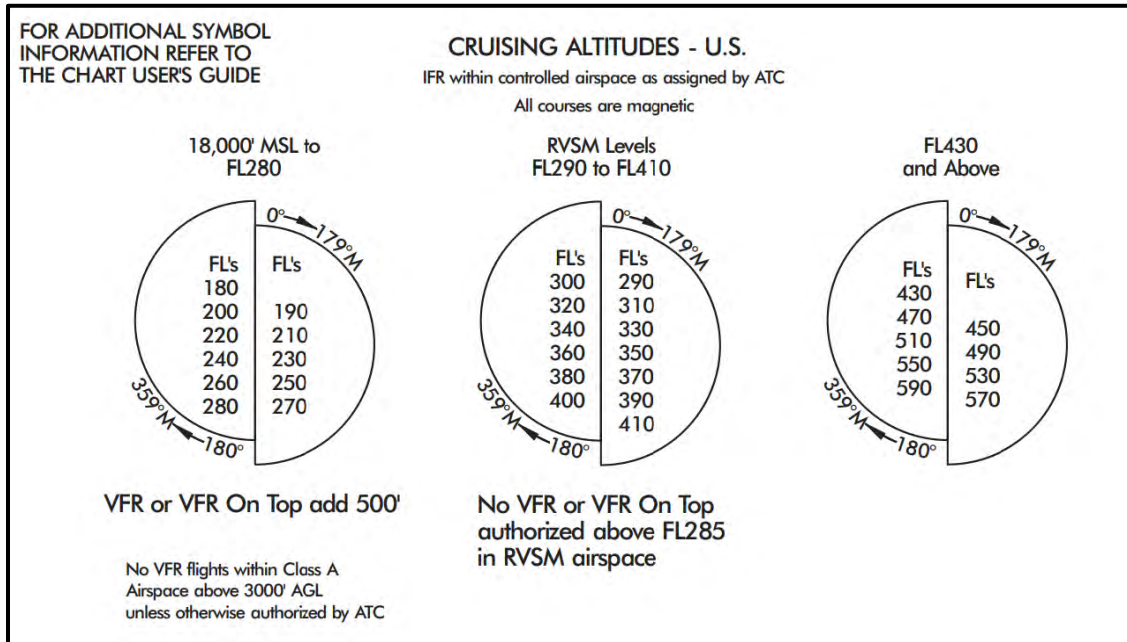 FOR ADDITIONAL SYMBOL
INFORMATION REFER TO
THE CHART USER'S GUIDE
CRUISING ALTITUDES - U.S.
IFR within controlled airspace as assigned by ATC
All courses are magnetic
18,000' MSL to
FL280
0°
179°M
FL's FL's
180
200 190
220 210
240 230
260 250
280 270
359°M
180°
VFR or VFR On Top add 500'
No VFR flights within Class A
Airspace above 3000' AGL
unless otherwise authorized by ATC
RVSM Levels
FL290 to FL410
0°
179°M
FL's FL's
300 290
320 310
340 330
360 350
380 370
400 390
410
359°M
180°
No VFR or VFR On Top
authorized above FL285
in RVSM airspace
FL430
and Above
0°
179°M
FL's
430
470
510
550
590
FL's
450
490
530
570
359°M
180°